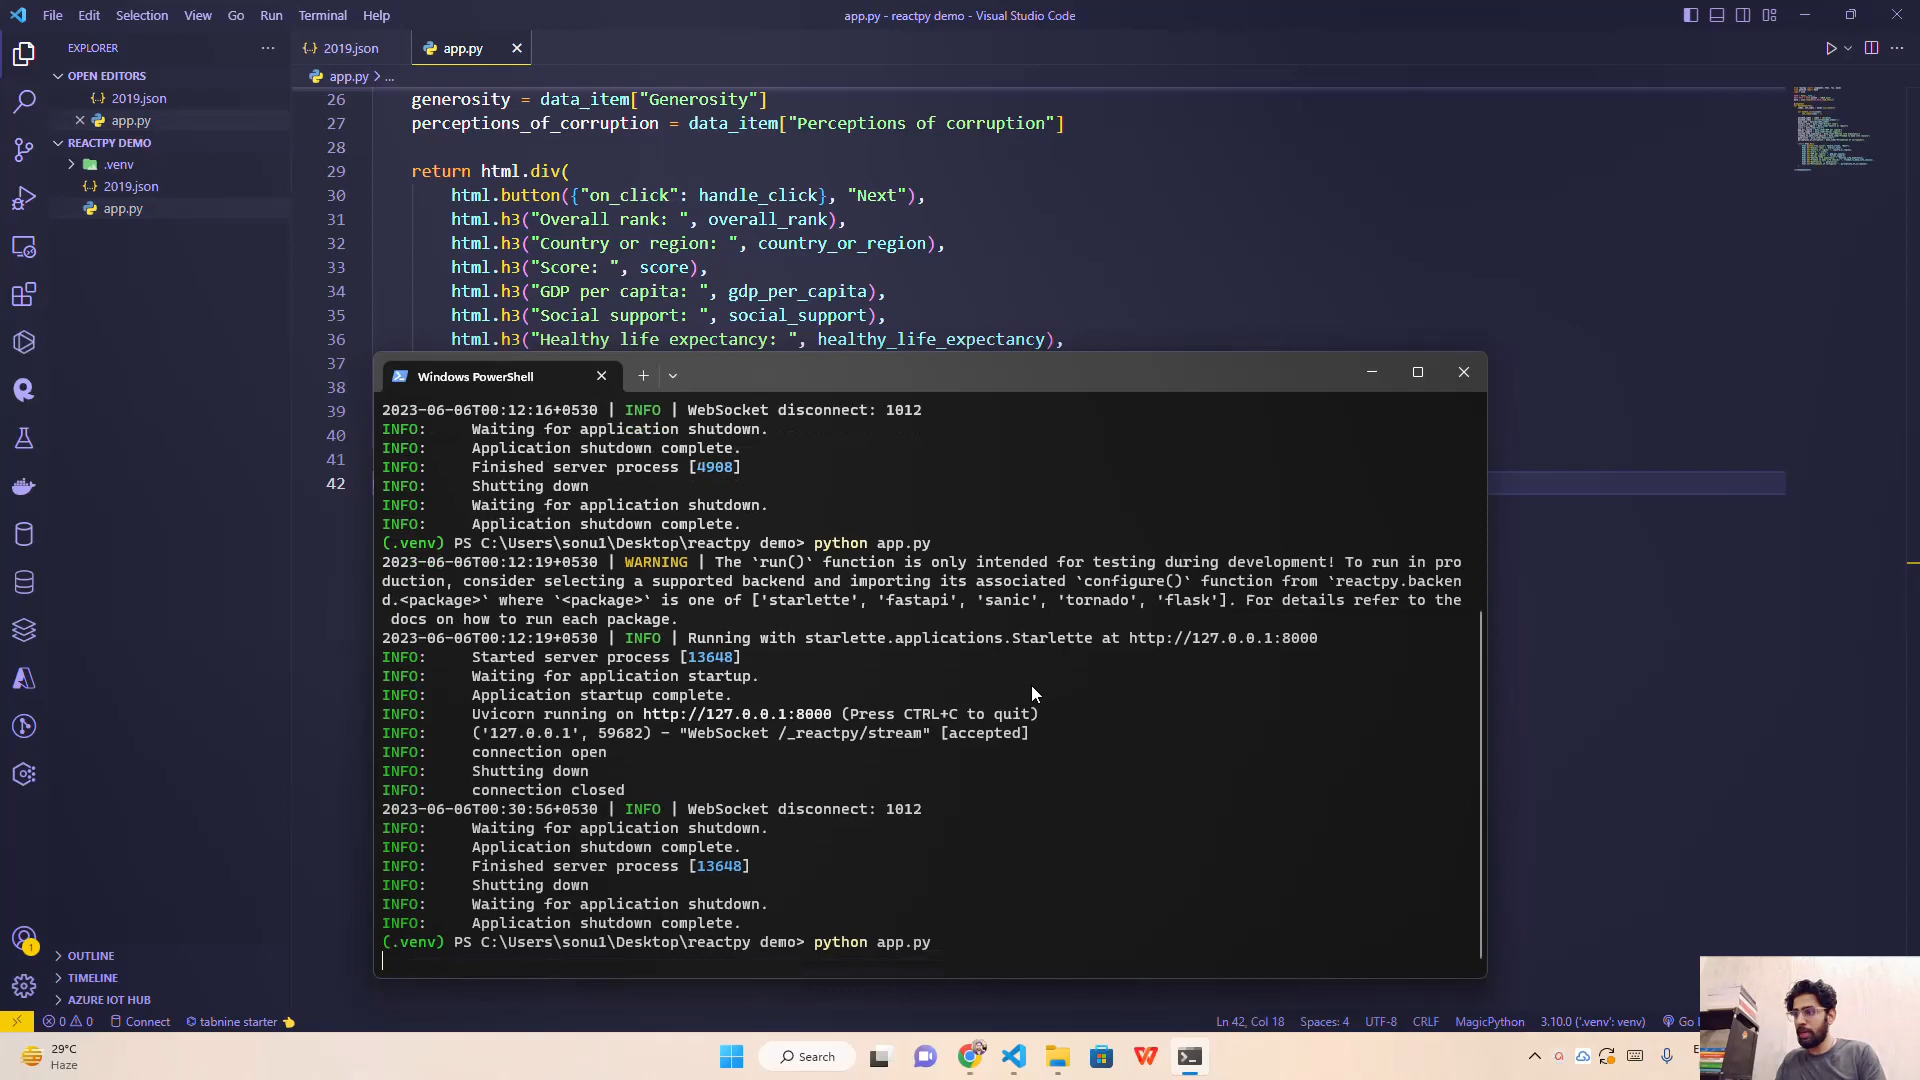 File Edit Selection View Go Run Terminal Help
app.py - reactpy demo - Visual Studio Code
EXPLORER
OPEN EDITORS
2019.json
app.py
REACTPY DEMO
.venv
2019.json
app.py
OUTLINE
TIMELINE
AZURE IOT HUB
2019.json
app.py
app.py > ...
26 generosity = data_item["Generosity"]
27 perceptions_of_corruption = data_item["Perceptions of corruption"]
28
29 return html.div(
30 html.button({"on_click": handle_click}, "Next"),
31 html.h3("Overall rank: ", overall_rank),
32 html.h3("Country or region: ", country_or_region),
33 html.h3("Score: ", score),
34 html.h3("GDP per capita: ", gdp_per_capita),
35 html.h3("Social support: ", social_support),
36 html.h3("Healthy life expectancy: ", healthy_life_expectancy),
37
38
39
40
41
42
Windows PowerShell
2023-06-06T00:12:16+0530 | INFO | WebSocket disconnect: 1012
INFO: Waiting for application shutdown.
INFO: Application shutdown complete.
INFO: Finished server process [4908]
INFO: Shutting down
INFO: Waiting for application shutdown.
INFO: Application shutdown complete.
(.venv) PS C:\Users\sonu1\Desktop\reactpy demo> python app.py
2023-06-06T00:12:19+0530 | WARNING | The `run()` function is only intended for testing during development! To run in pro
duction, consider selecting a supported backend and importing its associated `configure()` function from `reactpy.backen
d.<package>` where `<package>` is one of ['starlette', 'fastapi', 'sanic', 'tornado', 'flask']. For details refer to the
docs on how to run each package.
2023-06-06T00:12:19+0530 | INFO | Running with starlette.applications.Starlette at http://127.0.0.1:8000
INFO: Started server process [13648]
INFO: Waiting for application startup.
INFO: Application startup complete.
INFO: Uvicorn running on http://127.0.0.1:8000 (Press CTRL+C to quit)
INFO: ('127.0.0.1', 59682) - "WebSocket /_reactpy/stream" [accepted]
INFO: connection open
INFO: Shutting down
INFO: connection closed
2023-06-06T00:30:56+0530 | INFO | WebSocket disconnect: 1012
INFO: Waiting for application shutdown.
INFO: Application shutdown complete.
INFO: Finished server process [13648]
INFO: Shutting down
INFO: Waiting for application shutdown.
INFO: Application shutdown complete.
(.venv) PS C:\Users\sonu1\Desktop\reactpy demo> python app.py
1
0 0 Connect tabnine starter
Ln 42, Col 18 Spaces: 4 UTF-8 CRLF MagicPython 3.10.0 ('.venv': venv) Go
29°C
Haze
Search